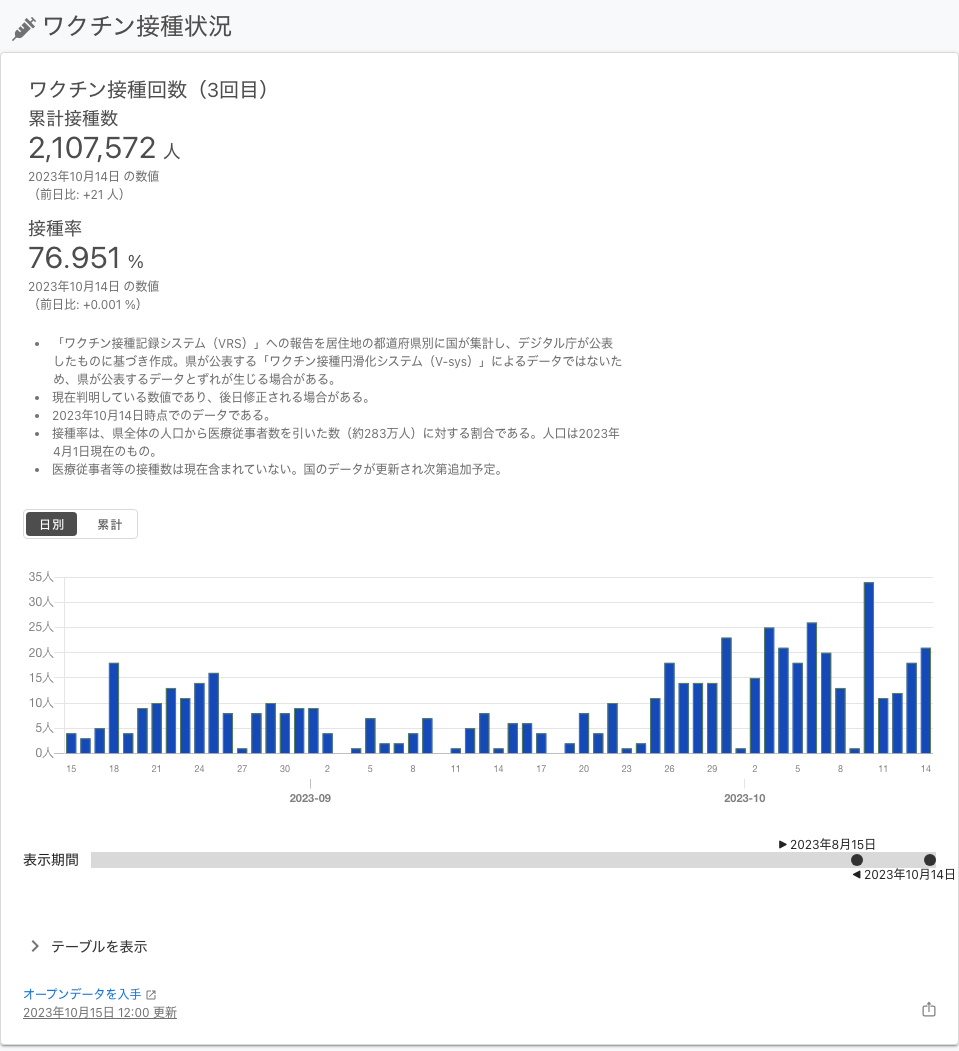 ワクチン接種状況
ワクチン接種回数（3回目）
累計接種数
2,107,572 人
2023年10月14日 の数値
（前日比: +21 人）
接種率
76.951 %
2023年10月14日 の数値
（前日比: +0.001 %）
• 「ワクチン接種記録システム（VRS）」への報告を居住地の都道府県別に国が集計し、デジタル庁が公表
したものに基づき作成。県が公表する「ワクチン接種円滑化システム（V-sys）」によるデータではないた
め、県が公表するデータとずれが生じる場合がある。
• 現在判明している数値であり、後日修正される場合がある。
• 2023年10月14日時点でのデータである。
• 接種率は、県全体の人口から医療従事者数を引いた数（約283万人）に対する割合である。人口は2023年
4月1日現在のもの。
• 医療従事者等の接種数は現在含まれていない。国のデータが更新され次第追加予定。
日別 累計
35人
30人
25人
20人
15人
10人
5人
0人
15 18 21 24 27 30 2 5 8 11 14 17 20 23 26 29 2 5 8 11 14
2023-09 2023-10
▶ 2023年8月15日
表示期間
◀ 2023年10月14日
テーブルを表示
オープンデータを入手
2023年10月15日 12:00 更新